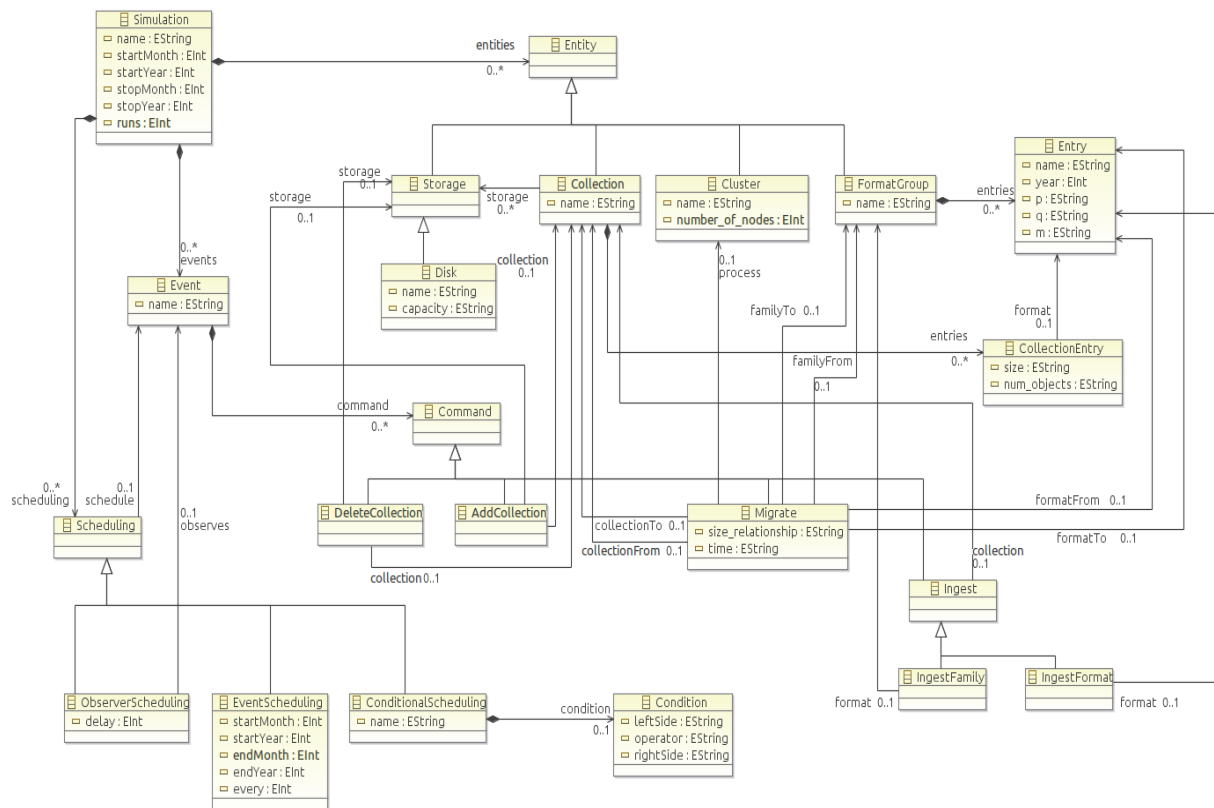 Simulation
name : EString
startMonth : EInt
startYear : EInt
stopMonth : EInt
stopYear : EInt
runs : EInt
entities
0..*
Entity
storage
0..1
storage
0..1
Storage
storage
0..*
Collection
name : EString
Cluster
name : EString
number_of_nodes : EInt
FormatGroup
name : EString
entries
0..*
Entry
name : EString
year : EInt
p : EString
q : EString
m : EString
0..*
events
Event
name : EString
Disk
name : EString
capacity : EString
collection
0..1
0..1
process
familyTo 0..1
familyFrom
0..1
entries
0..*
format
0..1
CollectionEntry
size : EString
num_objects : EString
command
0..*
Command
0..*
scheduling
0..1
schedule
0..1
observes
Scheduling
DeleteCollection
AddCollection
collectionTo 0..1
collectionFrom 0..1
Migrate
size_relationship : EString
time : EString
formatFrom 0..1
formatTo 0..1
collection 0..1
collection
0..1
Ingest
IngestFamily
IngestFormat
format 0..1
format 0..1
ObserverScheduling
delay : EInt
EventScheduling
startMonth : EInt
startYear : EInt
endMonth : EInt
endYear : EInt
every : EInt
ConditionalScheduling
name : EString
condition
0..1
Condition
leftSide : EString
operator : EString
rightSide : EString